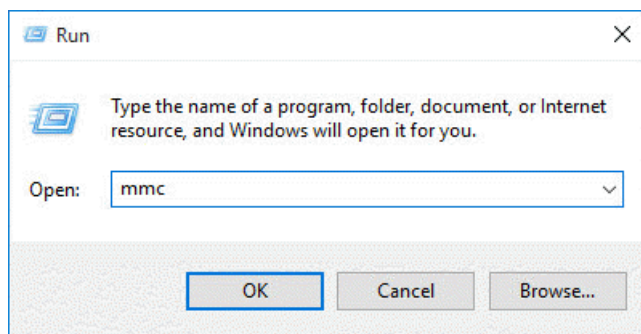 Run
Type the name of a program, folder, document, or Internet
resource, and Windows will open it for you.
Open: mmc
OK Cancel Browse...